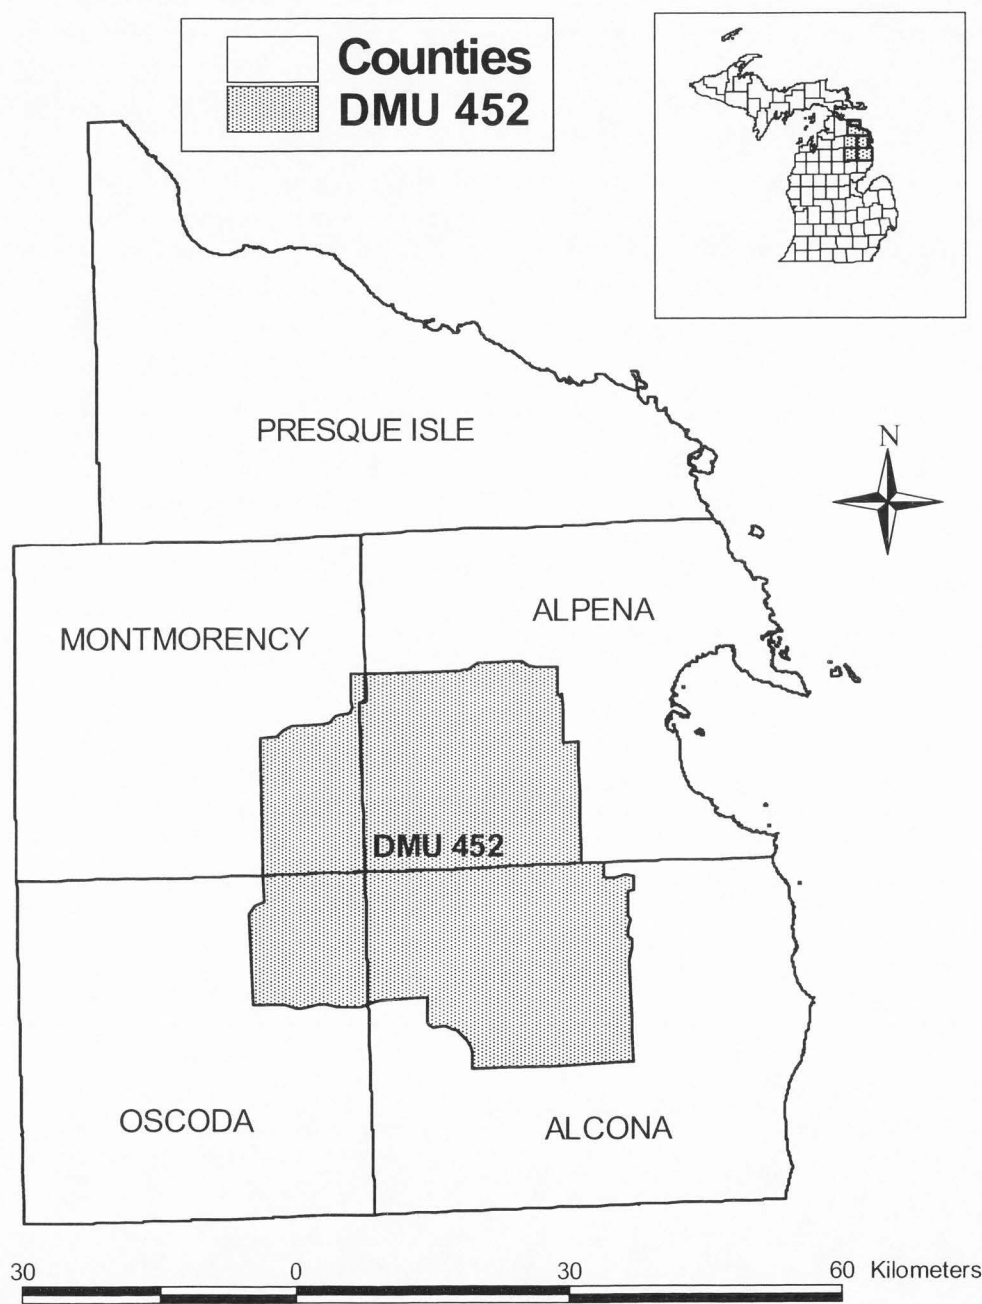 Counties
DMU 452
PRESQUE ISLE
N
ALPENA
MONTMORENCY
DMU 452
OSCODA
ALCONA
30 0 30 60 Kilometers